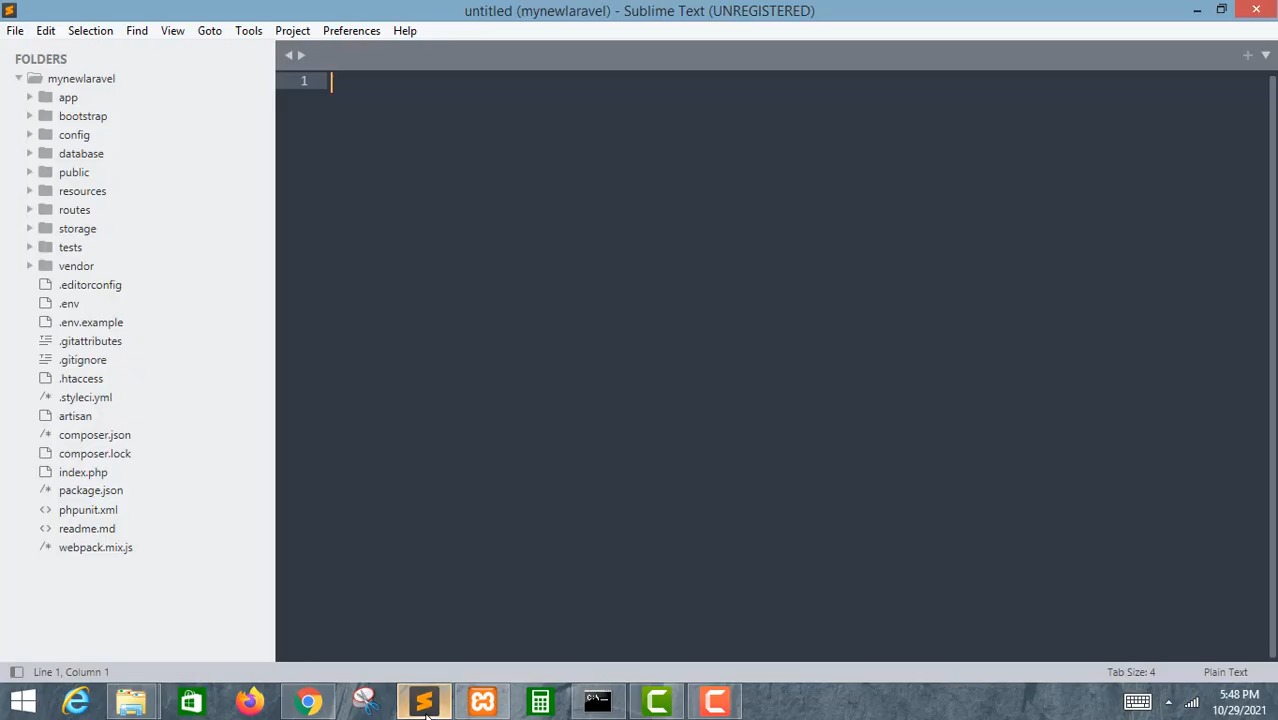 untitled (mynewlaravel) - Sublime Text (UNREGISTERED)
File Edit Selection Find View Goto Tools Project Preferences Help
FOLDERS
mynewlaravel
app
bootstrap
config
database
public
resources
routes
storage
tests
vendor
.editorconfig
.env
.env.example
.gitattributes
.gitignore
.htaccess
/* .styleci.yml
artisan
/* composer.json
composer.lock
index.php
/* package.json
<> phpunit.xml
<> readme.md
/* webpack.mix.js
1
Line 1, Column 1
Tab Size: 4
Plain Text
5:48 PM
10/29/2021